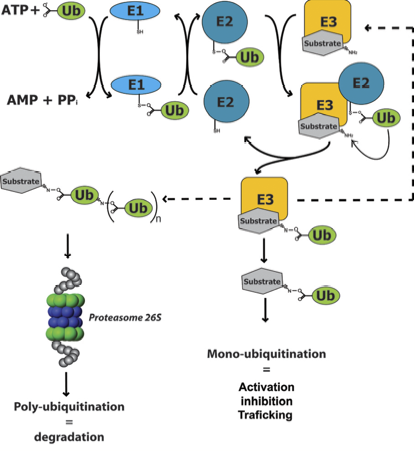 ATP+ Ub E1 E2 E3
SH
Substrate
NH₂
S
Ub
E1
S
Ub
AMP + PPi
E2
SH
E3
E2
S
Ub
Substrate
NH₂
Substrate
N
O
Ub
N
O
Ub
n
E3
Substrate
N
O
Ub
Substrate
N
O
Ub
Proteasome 26S
Mono-ubiquitination
=
Activation
inhibition
Traficking
Poly-ubiquitination
=
degradation